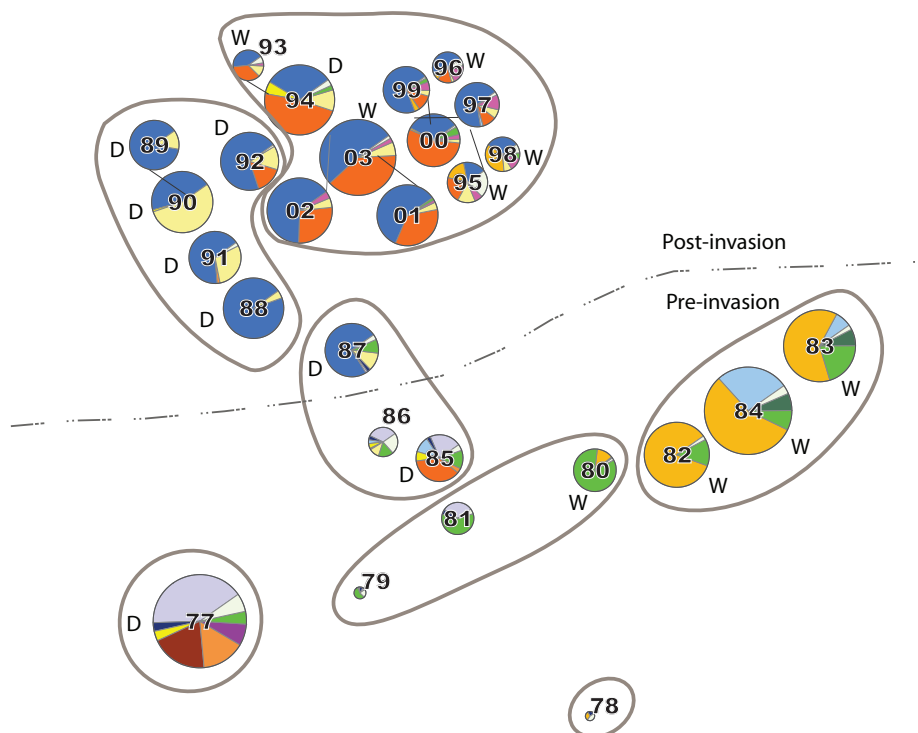 W 93
D
94
W
99
96 W
97
00
98 W
95
W
03
02
01
D 89
D
92
D 90
D 91
D 88
Post-invasion
Pre-invasion
87
D
86
85
D
83
W
84
W
82
W
80
W
81
79
D 77
78